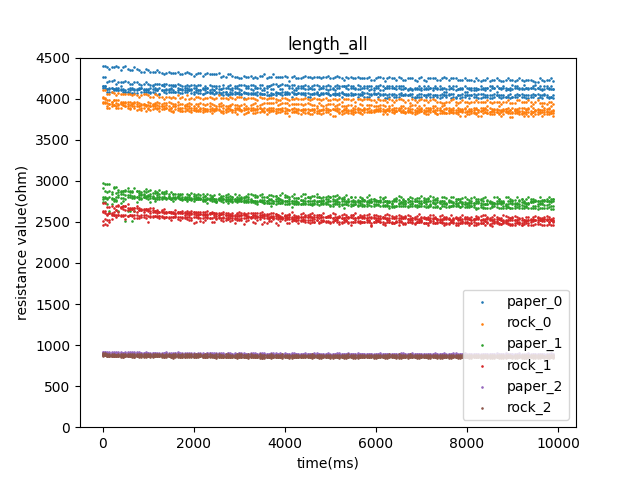 length_all
resistance value(ohm)
4500
4000
3500
3000
2500
2000
1500
1000
500
0
paper_0
rock_0
paper_1
rock_1
paper_2
rock_2
0 2000 4000 6000 8000 10000
time(ms)